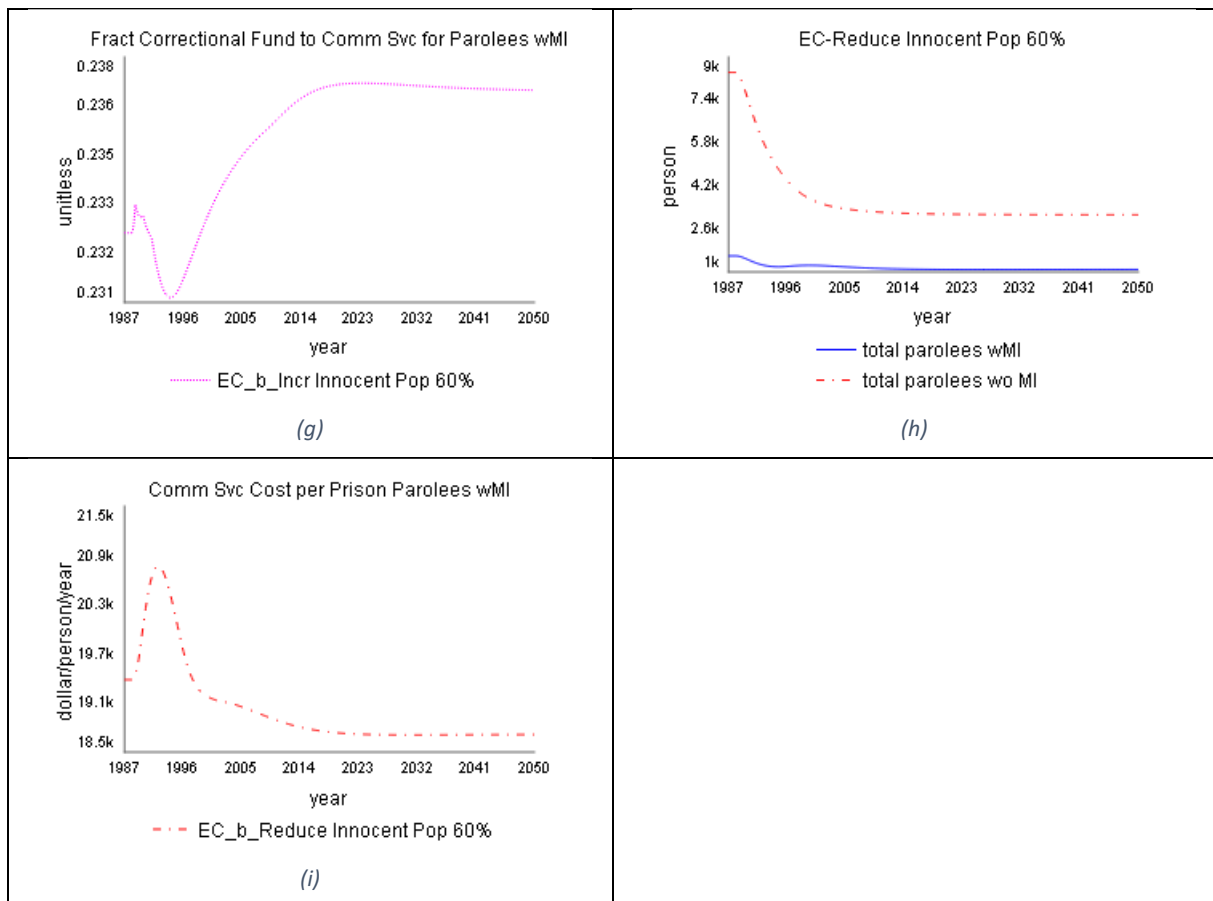 Fract Correctional Fund to Comm Svc for Parolees wMI
0.238
0.236
0.235
0.233
0.232
0.231
unitless
1987 1996 2005 2014 2023 2032 2041 2050
year
EC_b_Incr Innocent Pop 60%
(g)
EC-Reduce Innocent Pop 60%
9k
7.4k
5.8k
4.2k
2.6k
1k
person
1987 1996 2005 2014 2023 2032 2041 2050
year
total parolees wMI
total parolees wo MI
(h)
Comm Svc Cost per Prison Parolees wMI
21.5k
20.9k
20.3k
19.7k
19.1k
18.5k
dollar/person/year
1987 1996 2005 2014 2023 2032 2041 2050
year
EC_b_Reduce Innocent Pop 60%
(i)